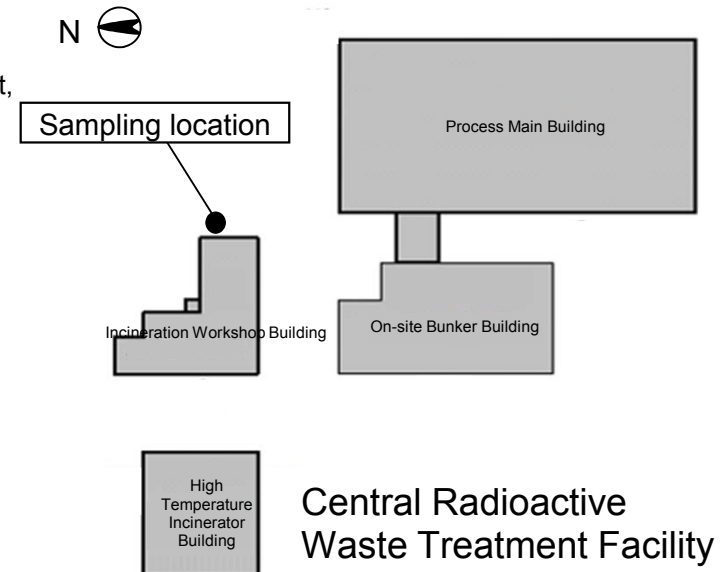 N
t,
Sampling location
Process Main Building
Incineration Workshop Building
On-site Bunker Building
High
Temperature
Incinerator
Building
Central Radioactive
Waste Treatment Facility